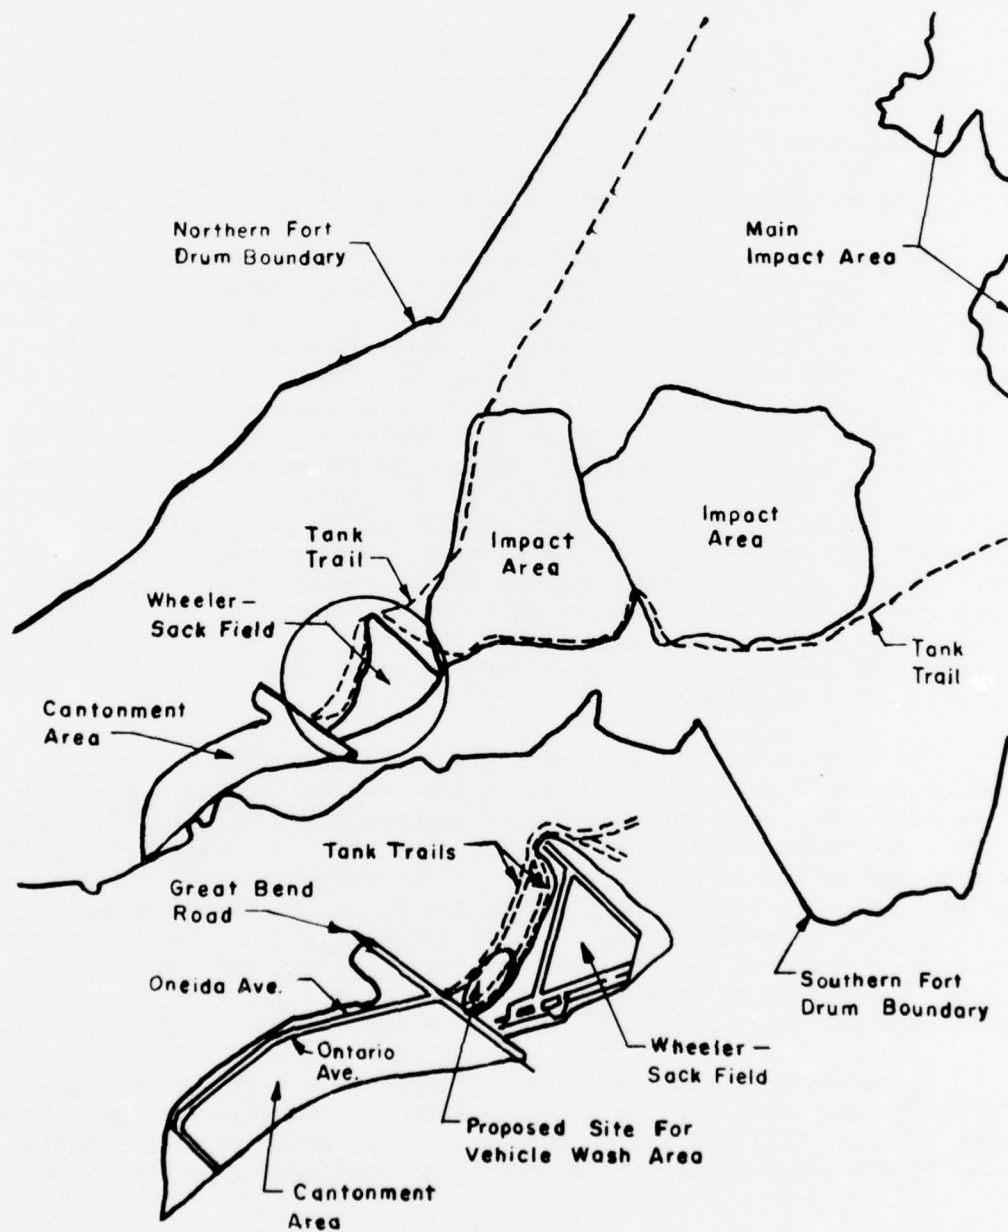 Northern Fort
Drum Boundary
Main
Impact Area
Tank
Trail
Impact
Area
Impact
Area
Wheeler—
Sack Field
Tank
Trail
Cantonment
Area
Tank Trails
Great Bend
Road
Oneida Ave.
Southern Fort
Drum Boundary
Ontario
Ave.
Wheeler—
Sack Field
Proposed Site For
Vehicle Wash Area
Cantonment
Area